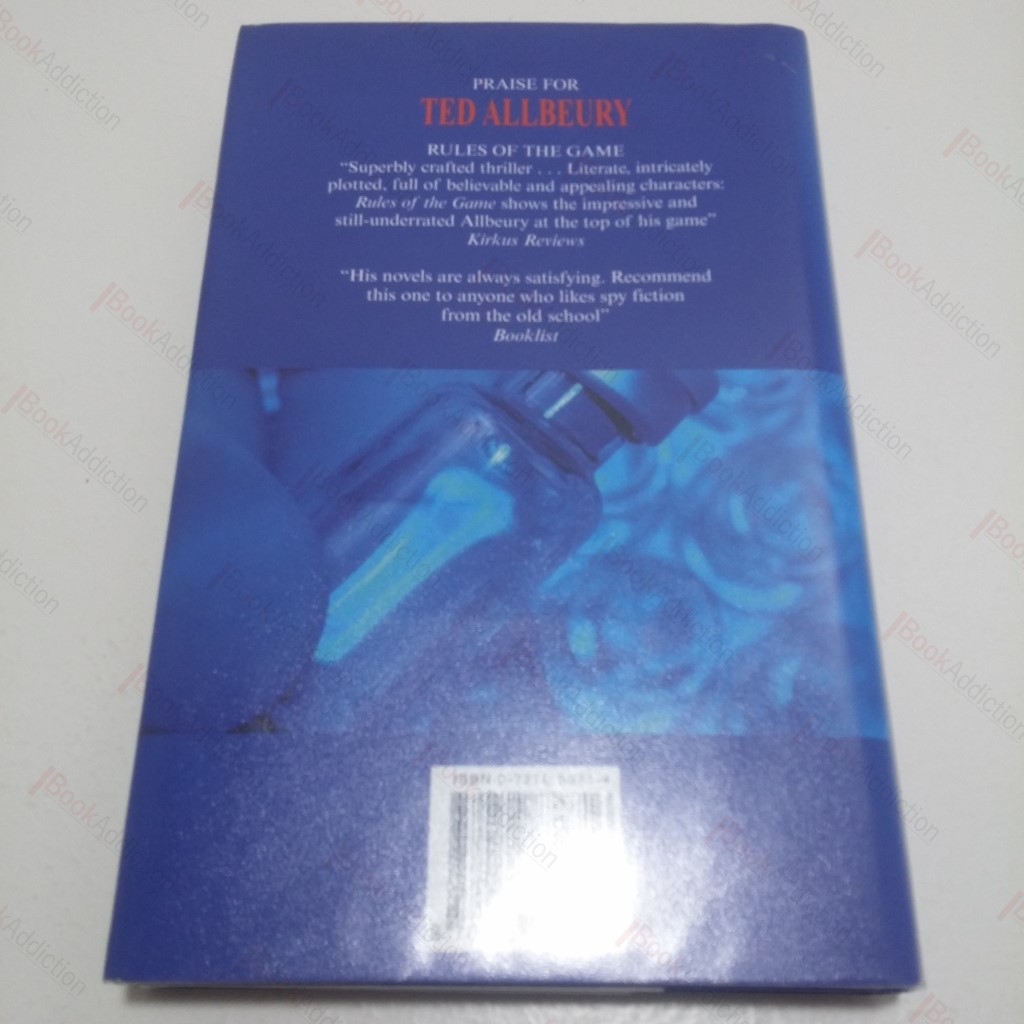 PRAISE FOR
TED ALLBEURY
RULES OF THE GAME
“Superbly crafted thriller . . . Literate, intricately
plotted, full of believable and appealing characters:
Rules of the Game shows the impressive and
still-underrated Allbeury at the top of his game”
Kirkus Reviews
“His novels are always satisfying. Recommend
this one to anyone who likes spy fiction
from the old school”
Booklist
BookAddiction